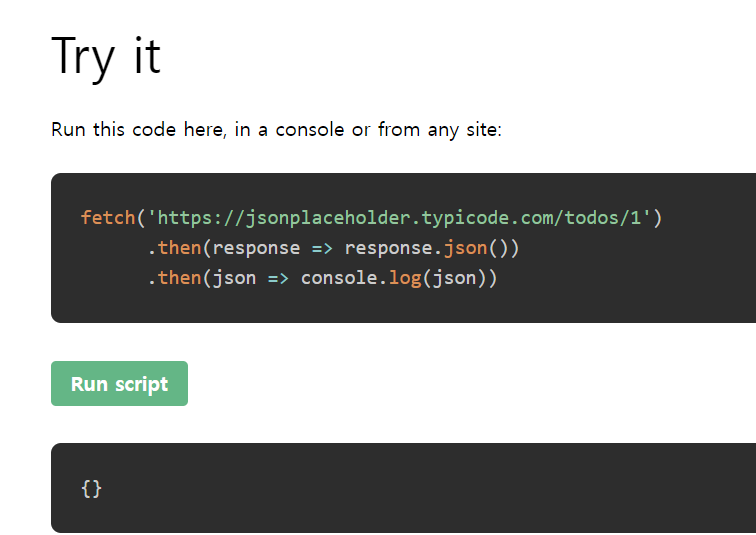 Try it
Run this code here, in a console or from any site:
fetch('https://jsonplaceholder.typicode.com/todos/1')
      .then(response => response.json())
      .then(json => console.log(json))
Run script
{}